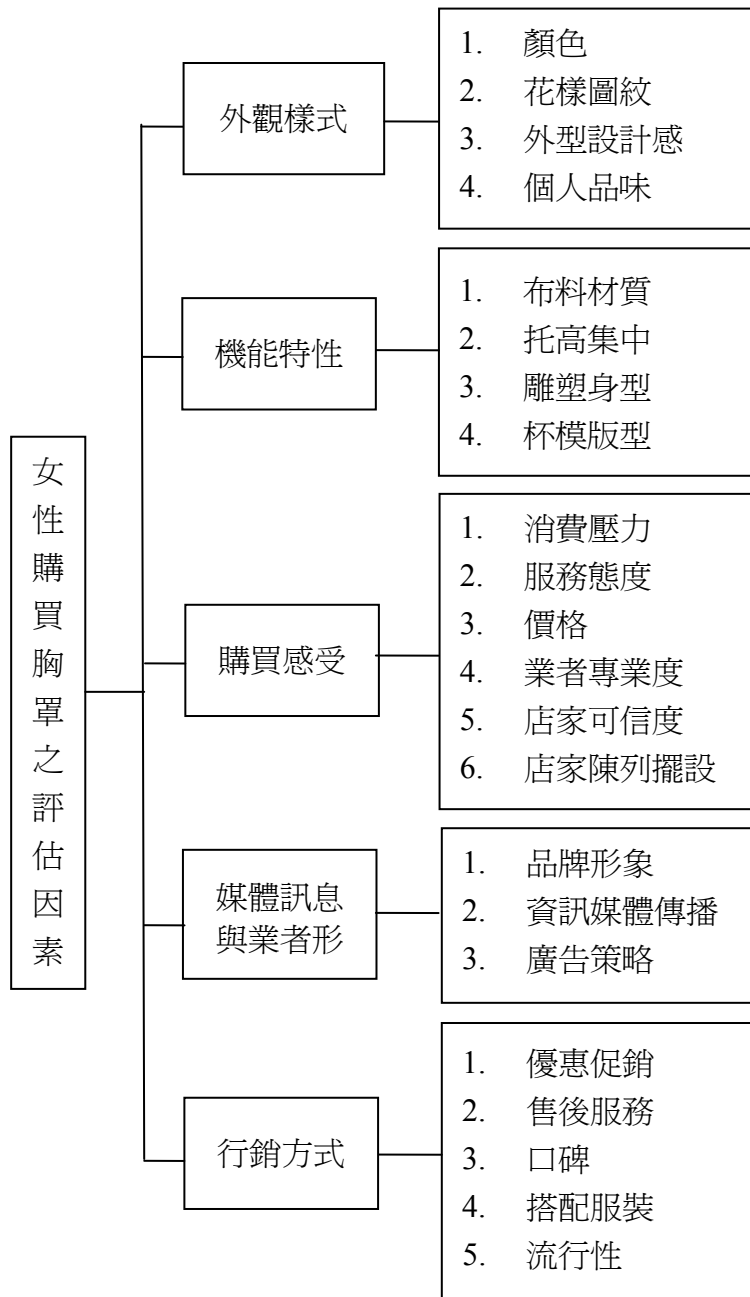 女性購買胸罩之評估因素
外觀樣式
1. 顏色
2. 花樣圖紋
3. 外型設計感
4. 個人品味
機能特性
1. 布料材質
2. 托高集中
3. 雕塑身型
4. 杯模版型
購買感受
1. 消費壓力
2. 服務態度
3. 價格
4. 業者專業度
5. 店家可信度
6. 店家陳列擺設
媒體訊息
與業者形
1. 品牌形象
2. 資訊媒體傳播
3. 廣告策略
行銷方式
1. 優惠促銷
2. 售後服務
3. 口碑
4. 搭配服裝
5. 流行性